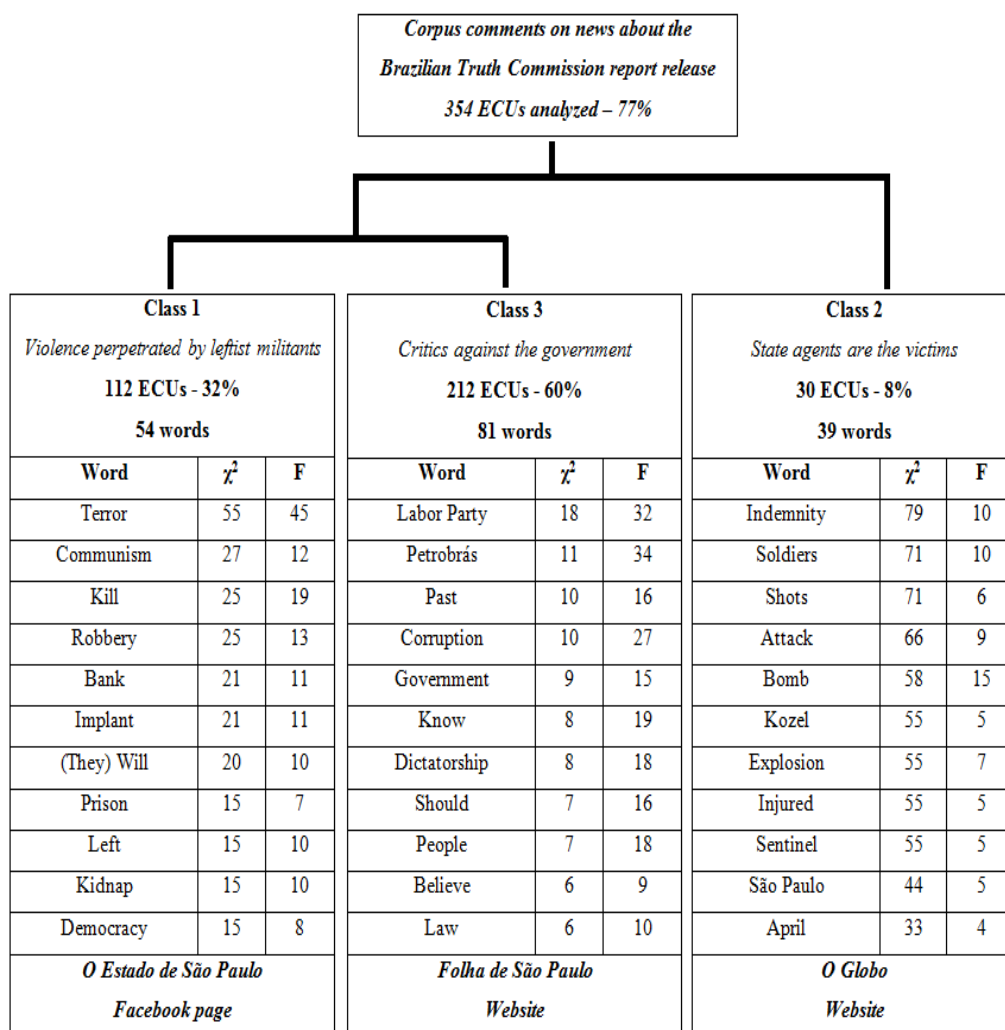 Corpus comments on news about the
Brazilian Truth Commission report release
354 ECUs analyzed – 77%
Class 1
Violence perpetrated by leftist militants
112 ECUs - 32%
54 words
Word χ² F
Terror 55 45
Communism 27 12
Kill 25 19
Robbery 25 13
Bank 21 11
Implant 21 11
(They) Will 20 10
Prison 15 7
Left 15 10
Kidnap 15 10
Democracy 15 8
O Estado de São Paulo
Facebook page
Class 3
Critics against the government
212 ECUs - 60%
81 words
Word χ² F
Labor Party 18 32
Petrobrás 11 34
Past 10 16
Corruption 10 27
Government 9 15
Know 8 19
Dictatorship 8 18
Should 7 16
People 7 18
Believe 6 9
Law 6 10
Folha de São Paulo
Website
Class 2
State agents are the victims
30 ECUs - 8%
39 words
Word χ² F
Indemnity 79 10
Soldiers 71 10
Shots 71 6
Attack 66 9
Bomb 58 15
Kozel 55 5
Explosion 55 7
Injured 55 5
Sentinel 55 5
São Paulo 44 5
April 33 4
O Globo
Website